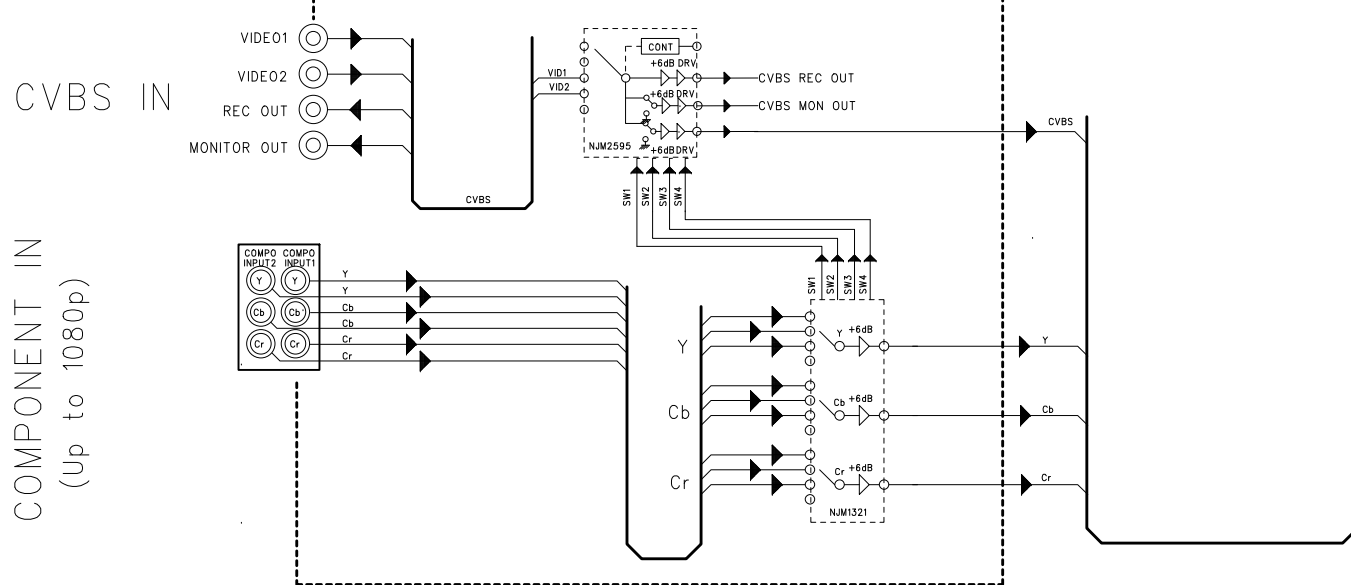 VIDEO1
CONT
+6dB DRV
VIDEO2
VID1
CVBS REC OUT
CVBS IN
VID2
+6dB DRV
CVBS MON OUT
REC OUT
CVBS
MONITOR OUT
NJM2595
+6dB DRV
CVBS
SW1
SW2
SW3
SW4
COMPONENT IN
(Up to 1080p)
COMPO INPUT2
COMPO INPUT1
Y
Y
Y
Y
Cb
Cb
Cb
Cb
Cr
Cr
Cr
Cr
SW1
SW2
SW3
SW4
Y
Y
+6dB
Y
Cb
Cb
+6dB
Cb
Cr
Cr
+6dB
Cr
NJM1321